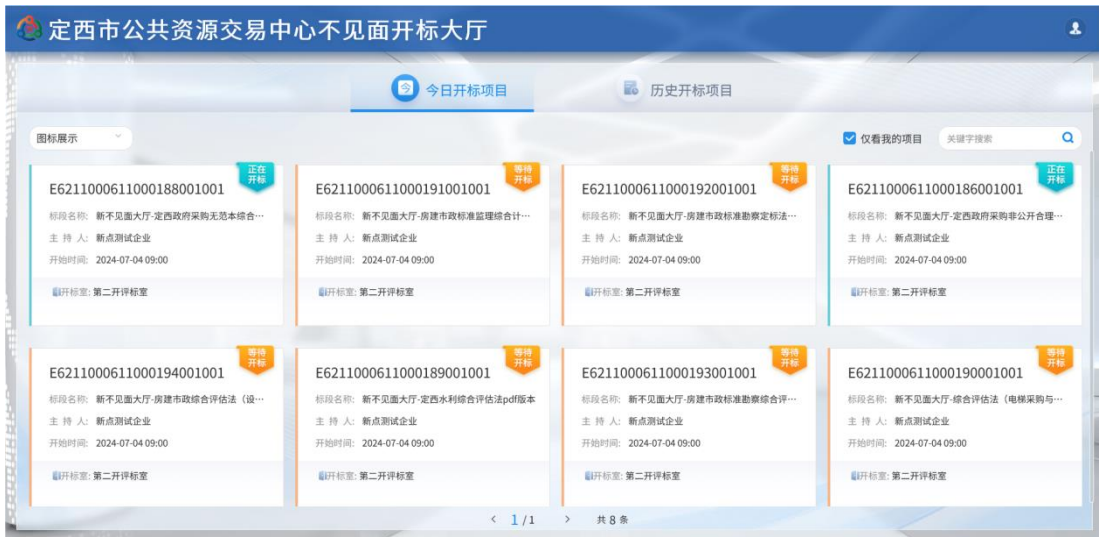 定西市公共资源交易中心不见面开标大厅
今日开标项目
历史开标项目
图标展示
仅看我的项目
关键字搜索
正在开标
E6211000611000188001001
标段名称: 新不见面大厅-定西政府采购无范本综合…
主 持 人: 新点测试企业
开始时间: 2024-07-04 09:00
开标室: 第二开评标室
等待开标
E6211000611000191001001
标段名称: 新不见面大厅-房建市政标准监理综合计…
主 持 人: 新点测试企业
开始时间: 2024-07-04 09:00
开标室: 第二开评标室
等待开标
E6211000611000192001001
标段名称: 新不见面大厅-房建市政标准勘察定标法…
主 持 人: 新点测试企业
开始时间: 2024-07-04 09:00
开标室: 第二开评标室
正在开标
E6211000611000186001001
标段名称: 新不见面大厅-定西政府采购非公开合理…
主 持 人: 新点测试企业
开始时间: 2024-07-04 09:00
开标室: 第二开评标室
等待开标
E6211000611000194001001
标段名称: 新不见面大厅-房建市政综合评估法（设…
主 持 人: 新点测试企业
开始时间: 2024-07-04 09:00
开标室: 第二开评标室
等待开标
E6211000611000189001001
标段名称: 新不见面大厅-定西水利综合评估法pdf版本
主 持 人: 新点测试企业
开始时间: 2024-07-04 09:00
开标室: 第二开评标室
等待开标
E6211000611000193001001
标段名称: 新不见面大厅-房建市政标准勘察综合评…
主 持 人: 新点测试企业
开始时间: 2024-07-04 09:00
开标室: 第二开评标室
等待开标
E6211000611000190001001
标段名称: 新不见面大厅-综合评估法（电梯采购与…
主 持 人: 新点测试企业
开始时间: 2024-07-04 09:00
开标室: 第二开评标室
< 1 / 1 > 共 8 条